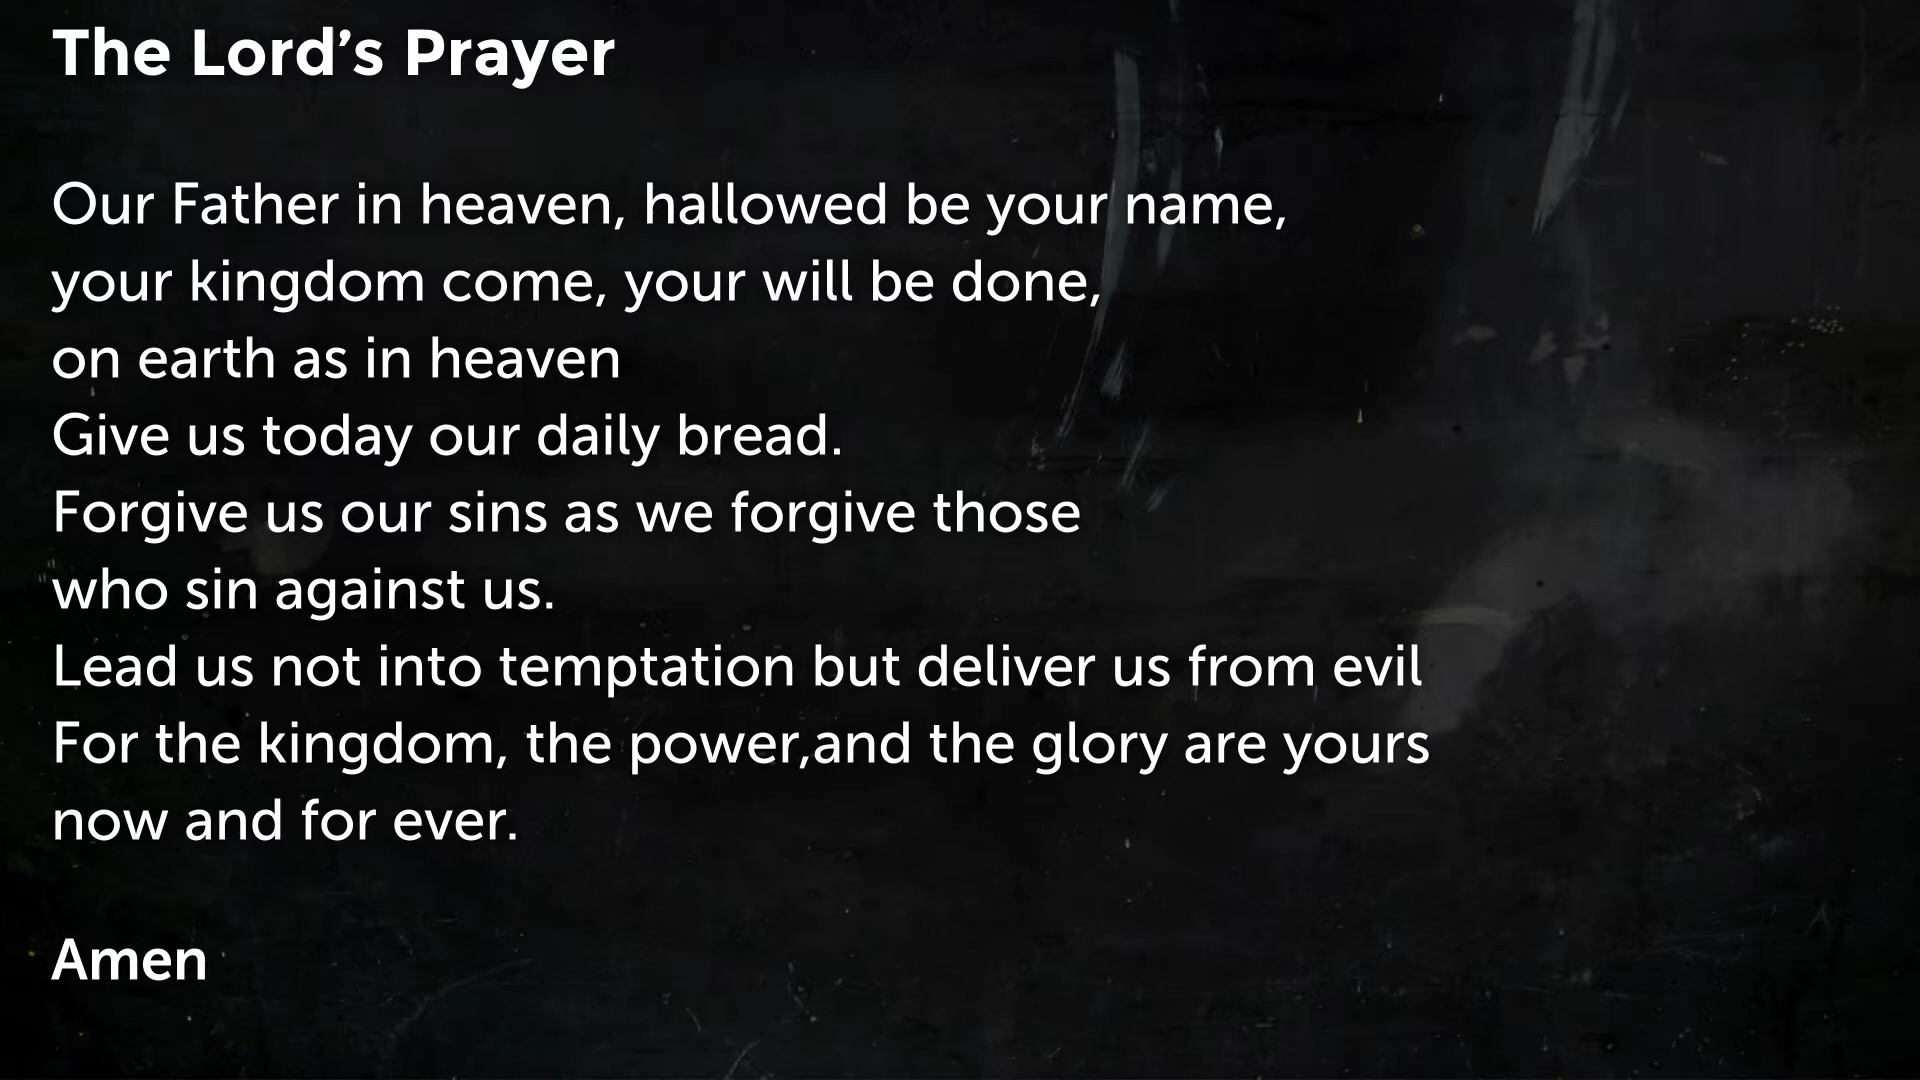 The Lord’s Prayer
Our Father in heaven, hallowed be your name,
your kingdom come, your will be done,
on earth as in heaven
Give us today our daily bread.
Forgive us our sins as we forgive those
who sin against us.
Lead us not into temptation but deliver us from evil
For the kingdom, the power,and the glory are yours
now and for ever.
Amen